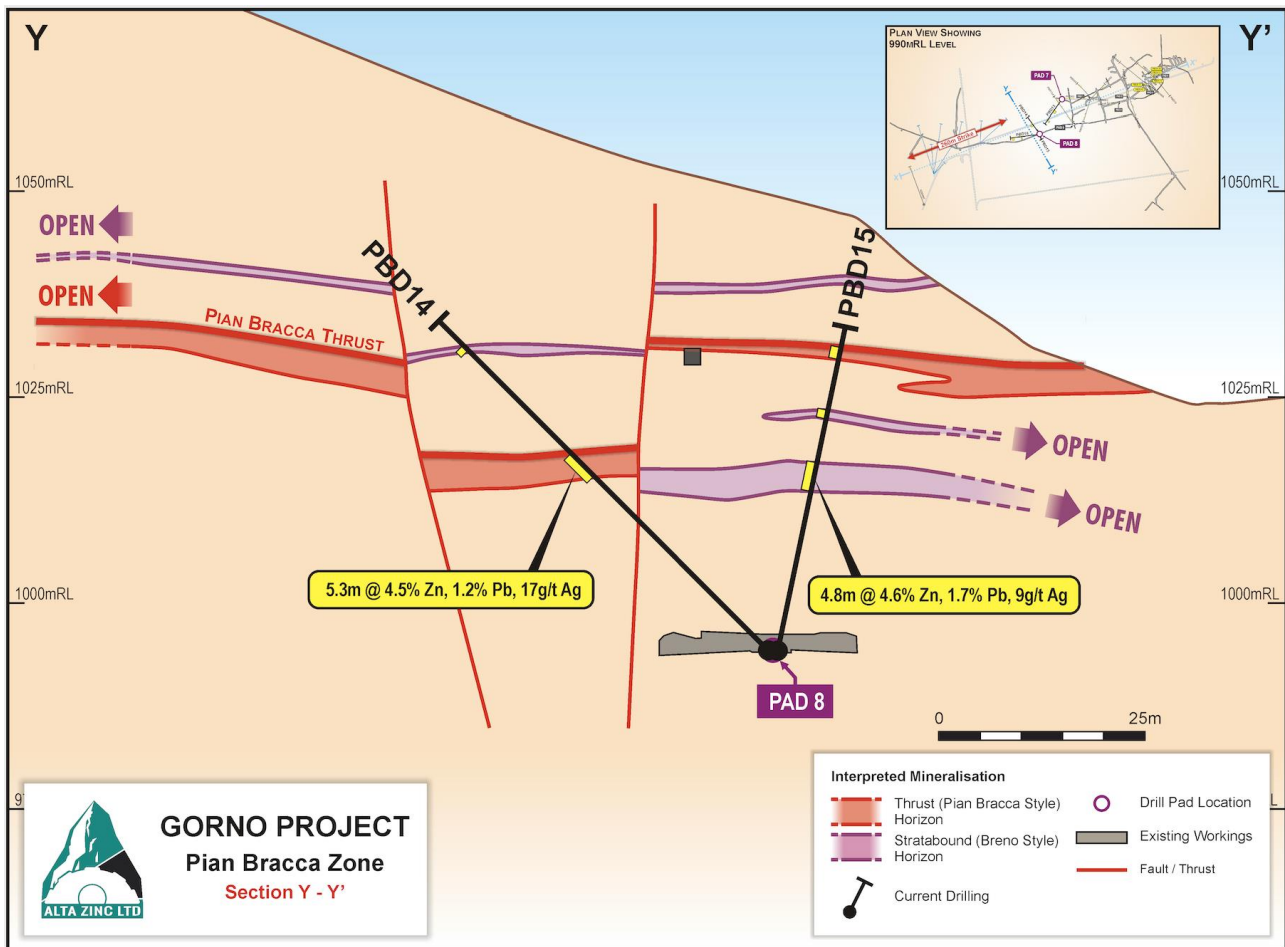 Y
Y'
PLAN VIEW SHOWING
990MRL LEVEL
PAD 7
PAD 8
260m Strike
1050mRL
1050mRL
OPEN
OPEN
PIAN BRACCA THRUST
PBD14
PBD15
1025mRL
1025mRL
OPEN
OPEN
5.3m @ 4.5% Zn, 1.2% Pb, 17g/t Ag
4.8m @ 4.6% Zn, 1.7% Pb, 9g/t Ag
1000mRL
1000mRL
PAD 8
0
25m
GORNO PROJECT
Pian Bracca Zone
Section Y - Y'
ALTA ZINC LTD
Interpreted Mineralisation
Thrust (Pian Bracca Style)
Horizon
Stratabound (Breno Style)
Horizon
Current Drilling
Drill Pad Location
Existing Workings
Fault / Thrust